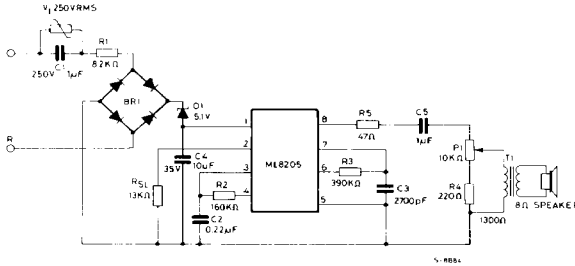 V1 250VRMS
C1
250V 1µF
R1
8.2KΩ
BR1
R
D1
5.1V
C4
10µF
35V
RSL
13KΩ
R2
160KΩ
C2
0.22µF
ML8205
1
2
3
4
8
7
6
5
R5
47Ω
C5
1µF
R3
390KΩ
C3
2700pF
P1
10KΩ
R4
220Ω
T1
1300Ω
8Ω SPEAKER
S-8884